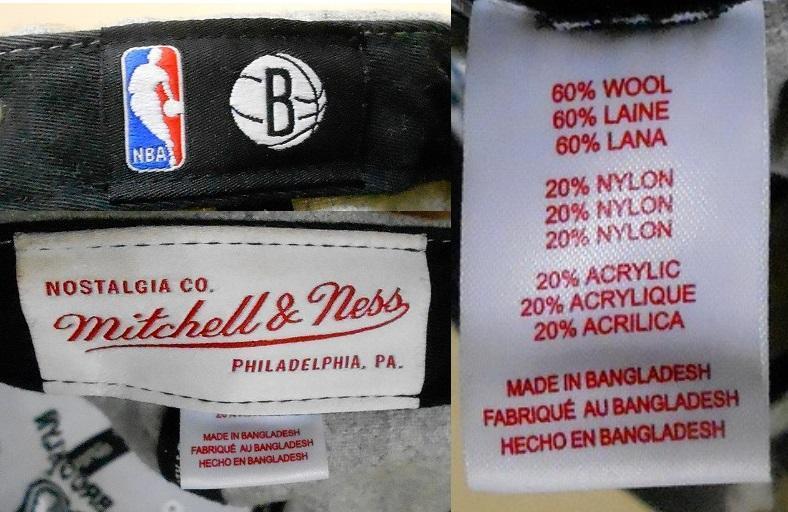 NBA
B
NOSTALGIA CO.
Mitchell & Ness
PHILADELPHIA, PA.
MADE IN BANGLADESH
FABRIQUÉ AU BANGLADESH
HECHO EN BANGLADESH
60% WOOL
60% LAINE
60% LANA
20% NYLON
20% NYLON
20% NYLON
20% ACRYLIC
20% ACRYLIQUE
20% ACRILICA
MADE IN BANGLADESH
FABRIQUÉ AU BANGLADESH
HECHO EN BANGLADESH